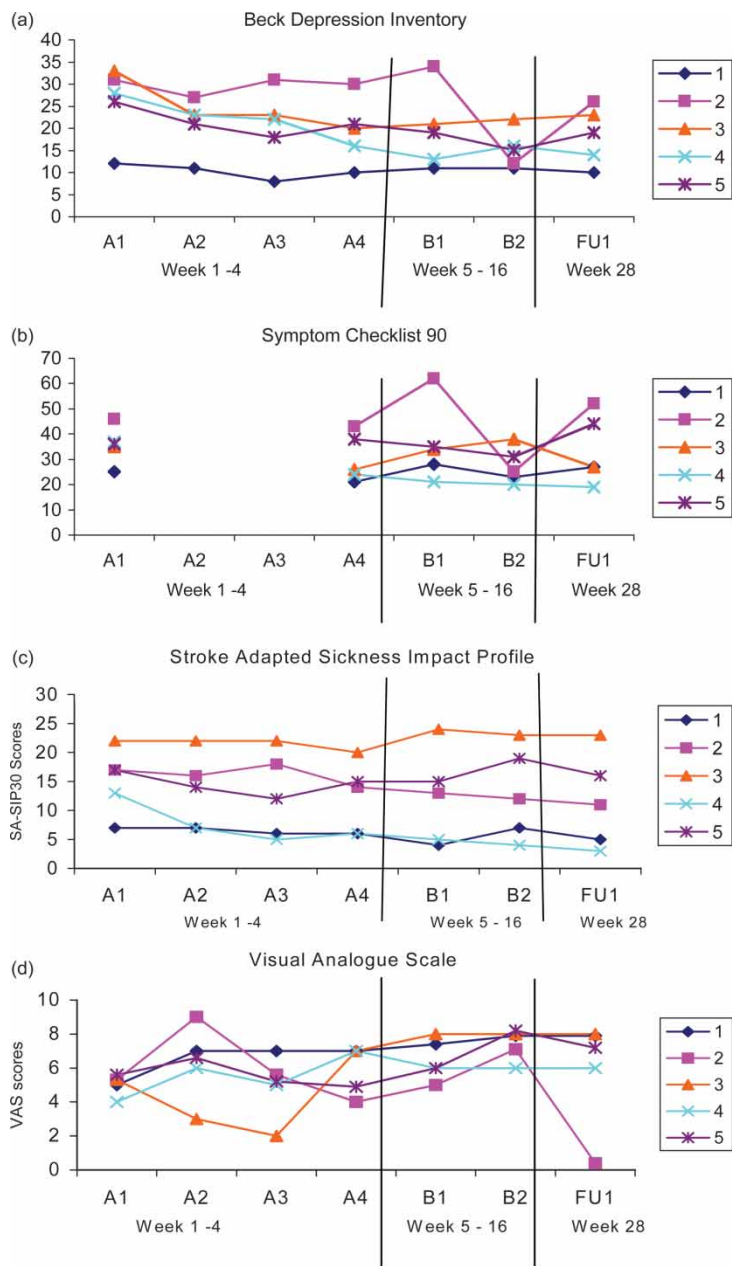 (a)
Beck Depression Inventory
40
35
30
25
20
15
10
5
0
A1 A2 A3 A4 B1 B2 FU1
Week 1 -4 Week 5 - 16 Week 28
1
2
3
4
5
(b)
Symptom Checklist 90
70
60
50
40
30
20
10
0
A1 A2 A3 A4 B1 B2 FU1
Week 1 -4 Week 5 - 16 Week 28
1
2
3
4
5
(c)
Stroke Adapted Sickness Impact Profile
SA-SIP30 Scores
30
25
20
15
10
5
0
A1 A2 A3 A4 B1 B2 FU1
Week 1 -4 Week 5 - 16 Week 28
1
2
3
4
5
(d)
Visual Analogue Scale
VAS scores
10
8
6
4
2
0
A1 A2 A3 A4 B1 B2 FU1
Week 1 -4 Week 5 - 16 Week 28
1
2
3
4
5